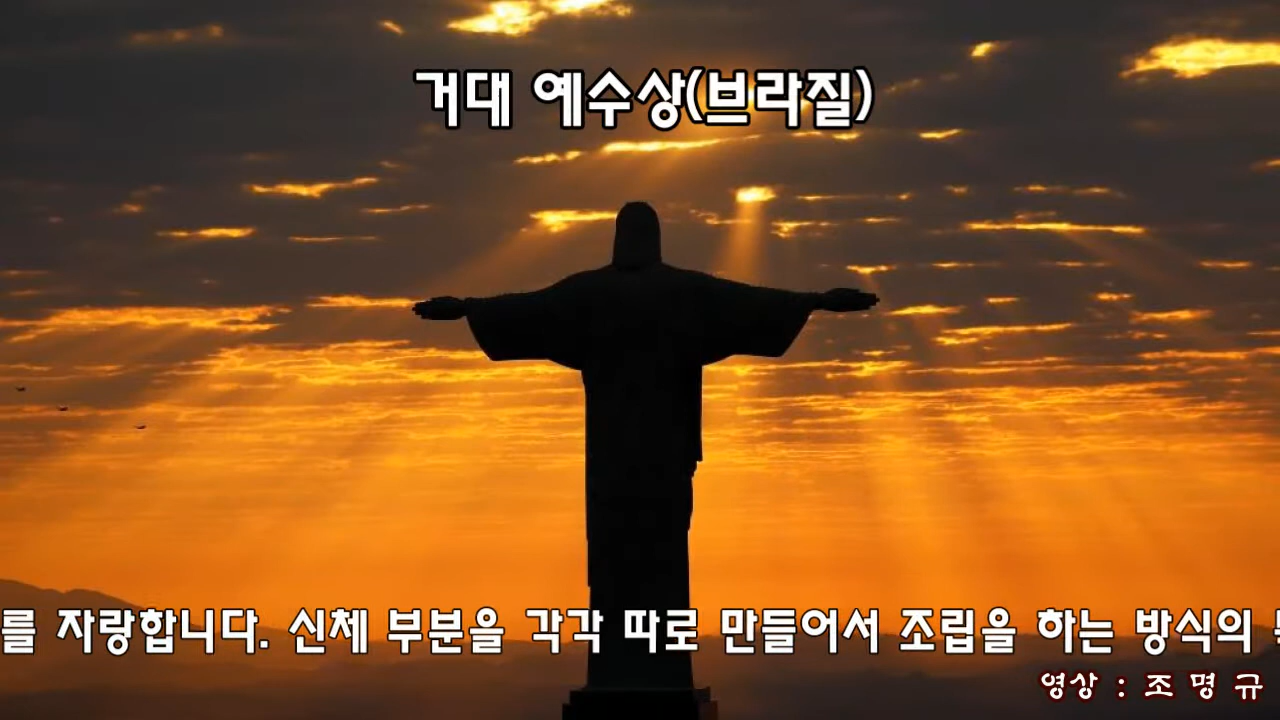 거대 예수상(브라질)
를 자랑합니다. 신체 부분을 각각 따로 만들어서 조립을 하는 방식의
영상 : 조 명 규